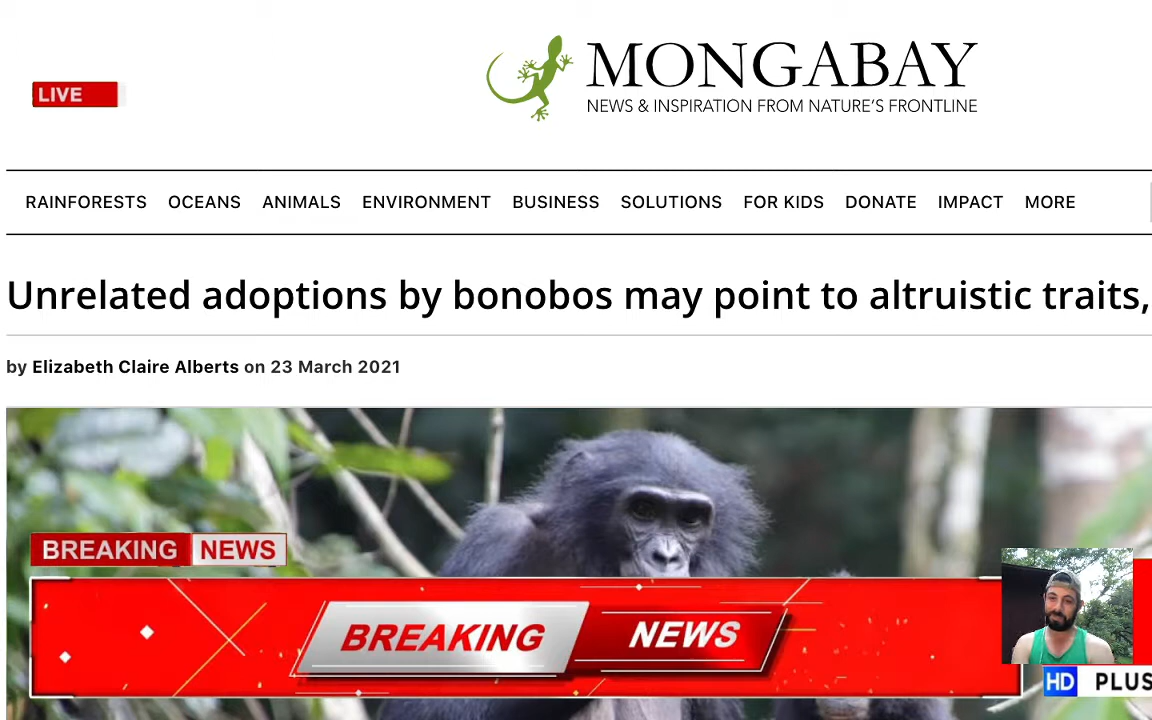 MONGABAY
NEWS & INSPIRATION FROM NATURE'S FRONTLINE
LIVE
RAINFORESTS OCEANS ANIMALS ENVIRONMENT BUSINESS SOLUTIONS FOR KIDS DONATE IMPACT MORE
Unrelated adoptions by bonobos may point to altruistic traits,
by Elizabeth Claire Alberts on 23 March 2021
BREAKING NEWS
BREAKING NEWS
HD PLUS